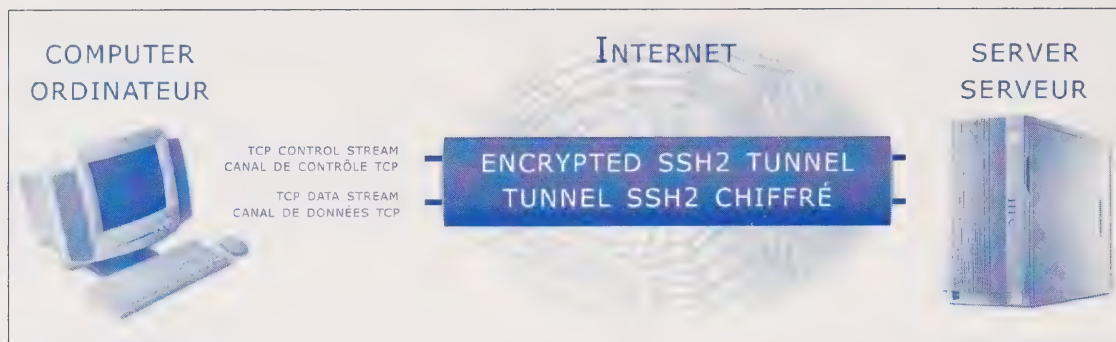 COMPUTER
ORDINATEUR
TCP CONTROL STREAM
CANAL DE CONTRÔLE TCP
TCP DATA STREAM
CANAL DE DONNÉES TCP
INTERNET
ENCRYPTED SSH2 TUNNEL
TUNNEL SSH2 CHIFFRÉ
SERVER
SERVEUR